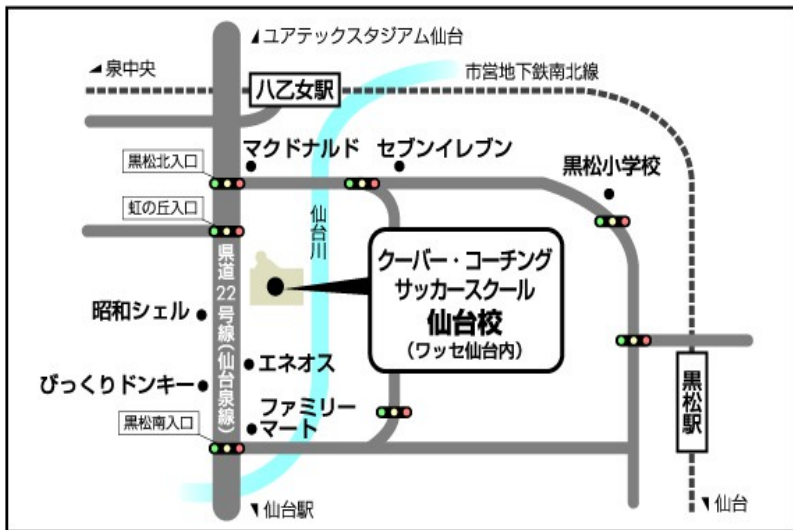 ユアテックスタジアム仙台
泉中央
市営地下鉄南北線
八乙女駅
マクドナルド
セブンイレブン
黒松北入口
黒松小学校
虹の丘入口
仙台川
県道22号線(仙台泉線)
クーバー・コーチング
サッカースクール
仙台校
(ワッセ仙台内)
昭和シェル
エネオス
びっくりドンキー
ファミリー
マート
黒松南入口
黒松駅
仙台駅
仙台